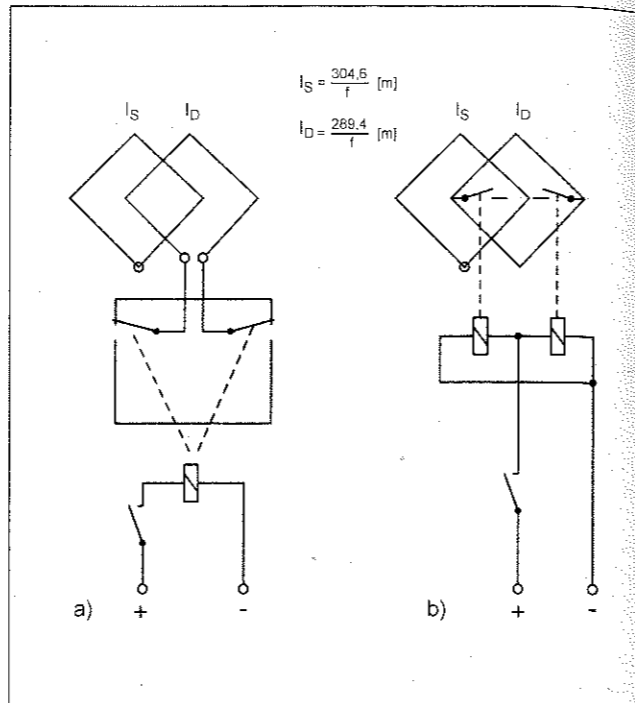 l_S = 304,6 / f [m]
l_S l_D
l_D = 289,4 / f [m]
l_S l_D
a) + -
b) + -